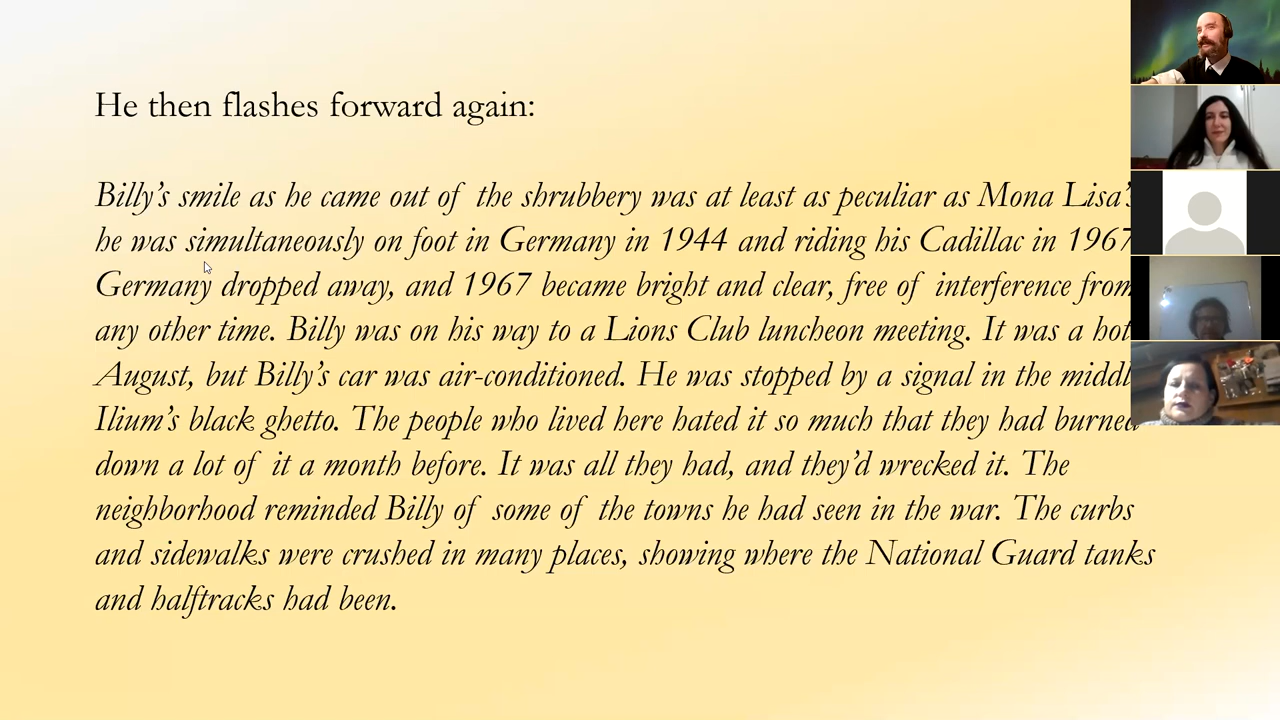 He then flashes forward again:
Billy’s smile as he came out of the shrubbery was at least as peculiar as Mona Lisa’s
he was simultaneously on foot in Germany in 1944 and riding his Cadillac in 1967
Germany dropped away, and 1967 became bright and clear, free of interference from
any other time. Billy was on his way to a Lions Club luncheon meeting. It was a hot
August, but Billy’s car was air-conditioned. He was stopped by a signal in the middl
Ilium’s black ghetto. The people who lived here hated it so much that they had burned
down a lot of it a month before. It was all they had, and they’d wrecked it. The
neighborhood reminded Billy of some of the towns he had seen in the war. The curbs
and sidewalks were crushed in many places, showing where the National Guard tanks
and halftracks had been.